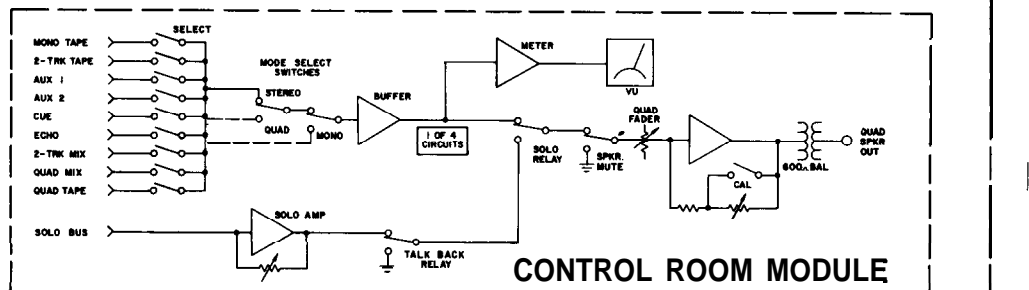 SELECT
MONO TAPE
2-TRK TAPE
AUX 1
AUX 2
CUE
ECHO
2-TRK MIX
QUAD MIX
QUAD TAPE
SOLO BUS
MODE SELECT
SWITCHES
STEREO
QUAD
MONO
BUFFER
1 OF 4
CIRCUITS
METER
VU
SOLO
RELAY
SPKR.
MUTE
QUAD
FADER
CAL
600Ω BAL
QUAD
SPKR
OUT
SOLO AMP
TALK BACK
RELAY
CONTROL ROOM MODULE